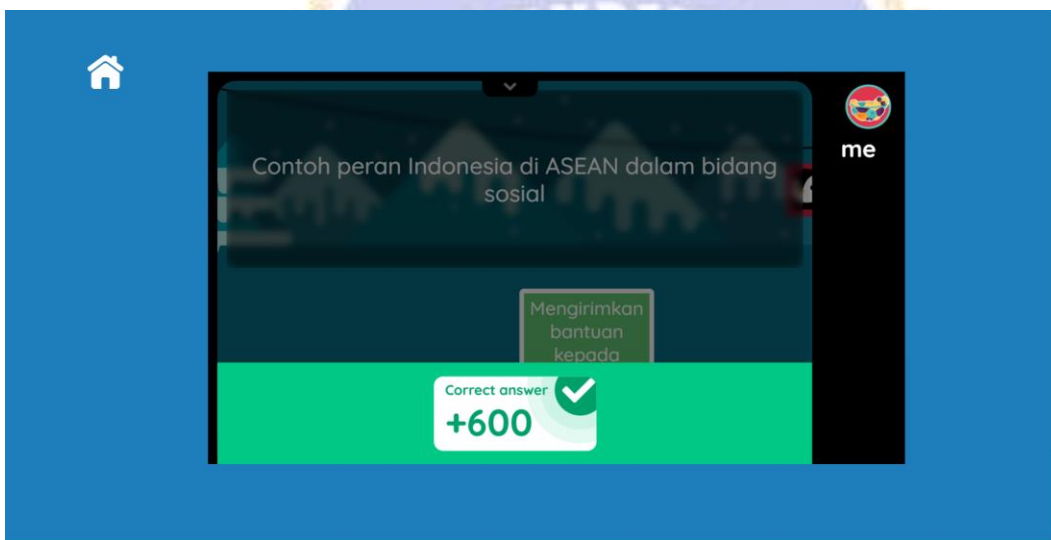 me
Contoh peran Indonesia di ASEAN dalam bidang
sosial
Mengirimkan
bantuan
kepada
Correct answer
+600